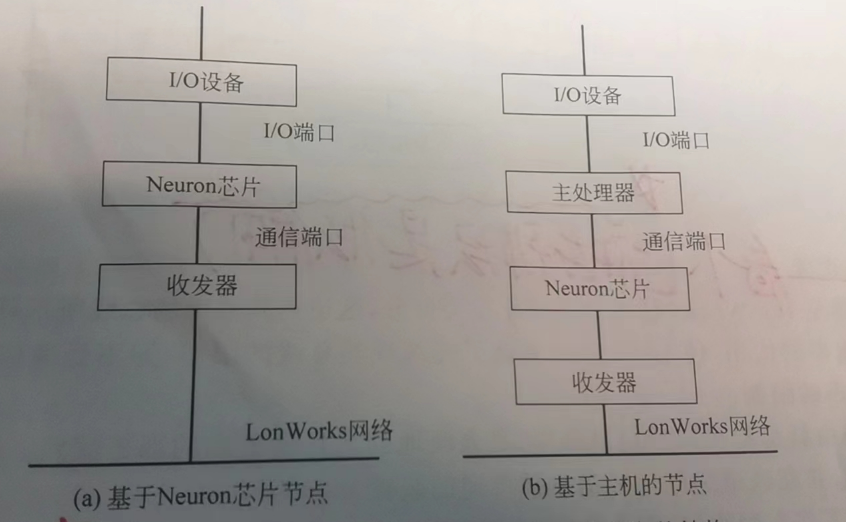 I/O设备
I/O端口
Neuron芯片
通信端口
收发器
LonWorks网络
(a) 基于Neuron芯片节点
I/O设备
I/O端口
主处理器
通信端口
Neuron芯片
收发器
LonWorks网络
(b) 基于主机的节点